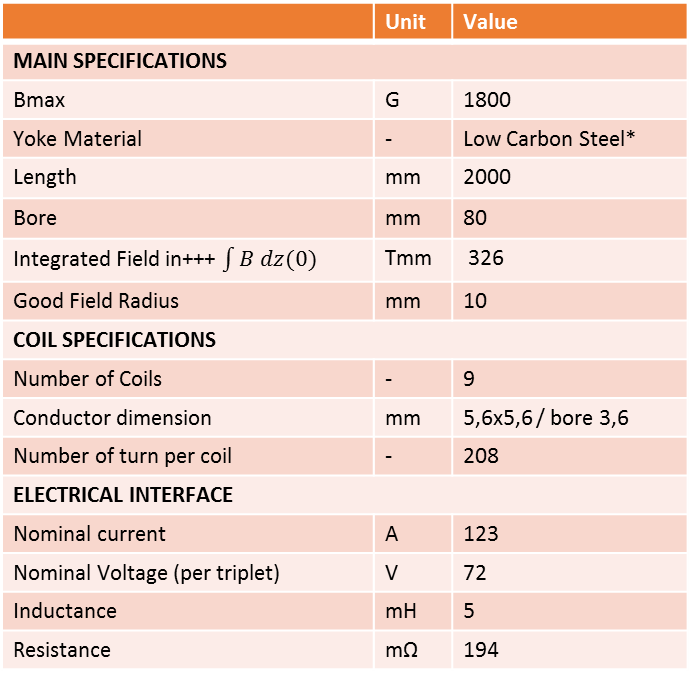 Unit Value
MAIN SPECIFICATIONS
Bmax G 1800
Yoke Material - Low Carbon Steel*
Length mm 2000
Bore mm 80
Integrated Field in+++ ∫ B dz(0) Tmm 326
Good Field Radius mm 10
COIL SPECIFICATIONS
Number of Coils - 9
Conductor dimension mm 5,6x5,6 / bore 3,6
Number of turn per coil - 208
ELECTRICAL INTERFACE
Nominal current A 123
Nominal Voltage (per triplet) V 72
Inductance mH 5
Resistance mΩ 194